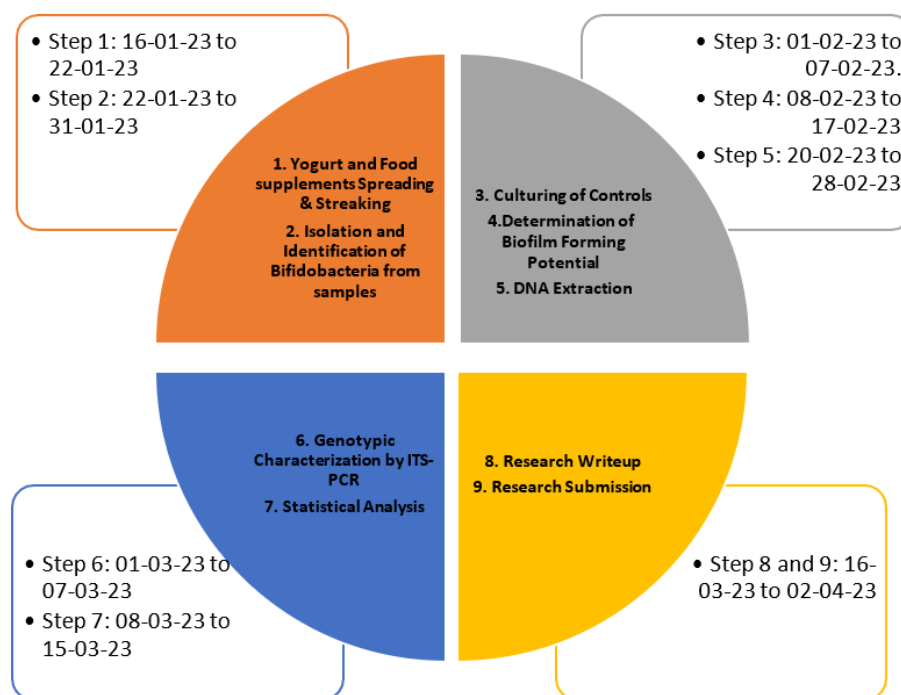 • Step 1: 16-01-23 to
22-01-23
• Step 2: 22-01-23 to
31-01-23
1. Yogurt and Food
supplements Spreading
& Streaking
2. Isolation and
Identification of
Bifidobacteria from
samples
• Step 3: 01-02-23 to
07-02-23.
• Step 4: 08-02-23 to
17-02-23
• Step 5: 20-02-23 to
28-02-23
3. Culturing of Controls
4.Determination of
Biofilm Forming
Potential
5. DNA Extraction
6. Genotypic
Characterization by ITS-
PCR
7. Statistical Analysis
• Step 6: 01-03-23 to
07-03-23
• Step 7: 08-03-23 to
15-03-23
8. Research Writeup
9. Research Submission
• Step 8 and 9: 16-
03-23 to 02-04-23